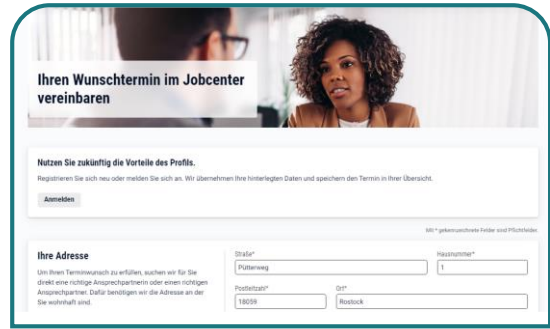 Ihren Wunschtermin im Jobcenter
vereinbaren
Nutzen Sie zukünftig die Vorteile des Profils.
Registrieren Sie sich neu oder melden Sie sich an. Wir übernehmen Ihre hinterlegten Daten und speichern den Termin in Ihrer Übersicht.
Anmelden
Mit * gekennzeichnete Felder sind Pflichtfelder.
Ihre Adresse
Um Ihren Terminwunsch zu erfüllen, suchen wir für Sie
direkt eine richtige Ansprechpartnerin oder einen richtigen
Ansprechpartner. Dafür benötigen wir die Adresse an der
Sie wohnhaft sind.
Straße* Hausnummer*
Pütterweg 1
Postleitzahl* Ort*
18059 Rostock